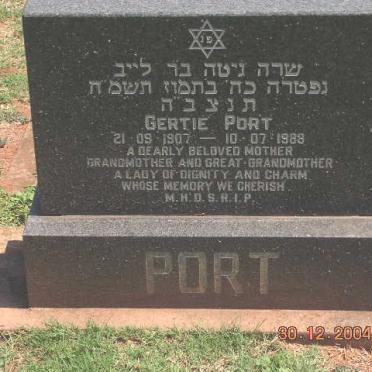 פ נ
שרה גיטה בר לייב
נפטרה כח' בתמוז תשמ"ח
ת נ צ ב " ה
GERTIE PORT
21·09·1907 — 10·07·1988
A DEARLY BELOVED MOTHER
GRANDMOTHER AND GREAT-GRANDMOTHER
A LADY OF DIGNITY AND CHARM
WHOSE MEMORY WE CHERISH
M.H.D.S.R.I.P.
PORT
30.12.2004